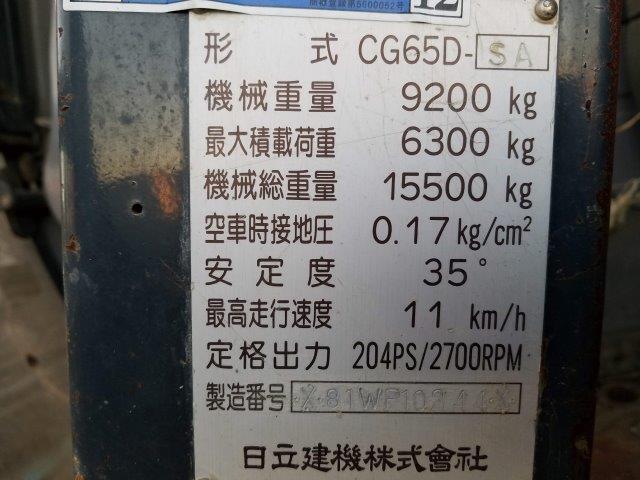 形 式 CG65D-SA
機械重量 9200 kg
最大積載荷重 6300 kg
機械総重量 15500 kg
空車時接地圧 0.17 kg/cm²
安定度 35°
最高走行速度 11 km/h
定格出力 204PS/2700RPM
製造番号
日立建機株式會社